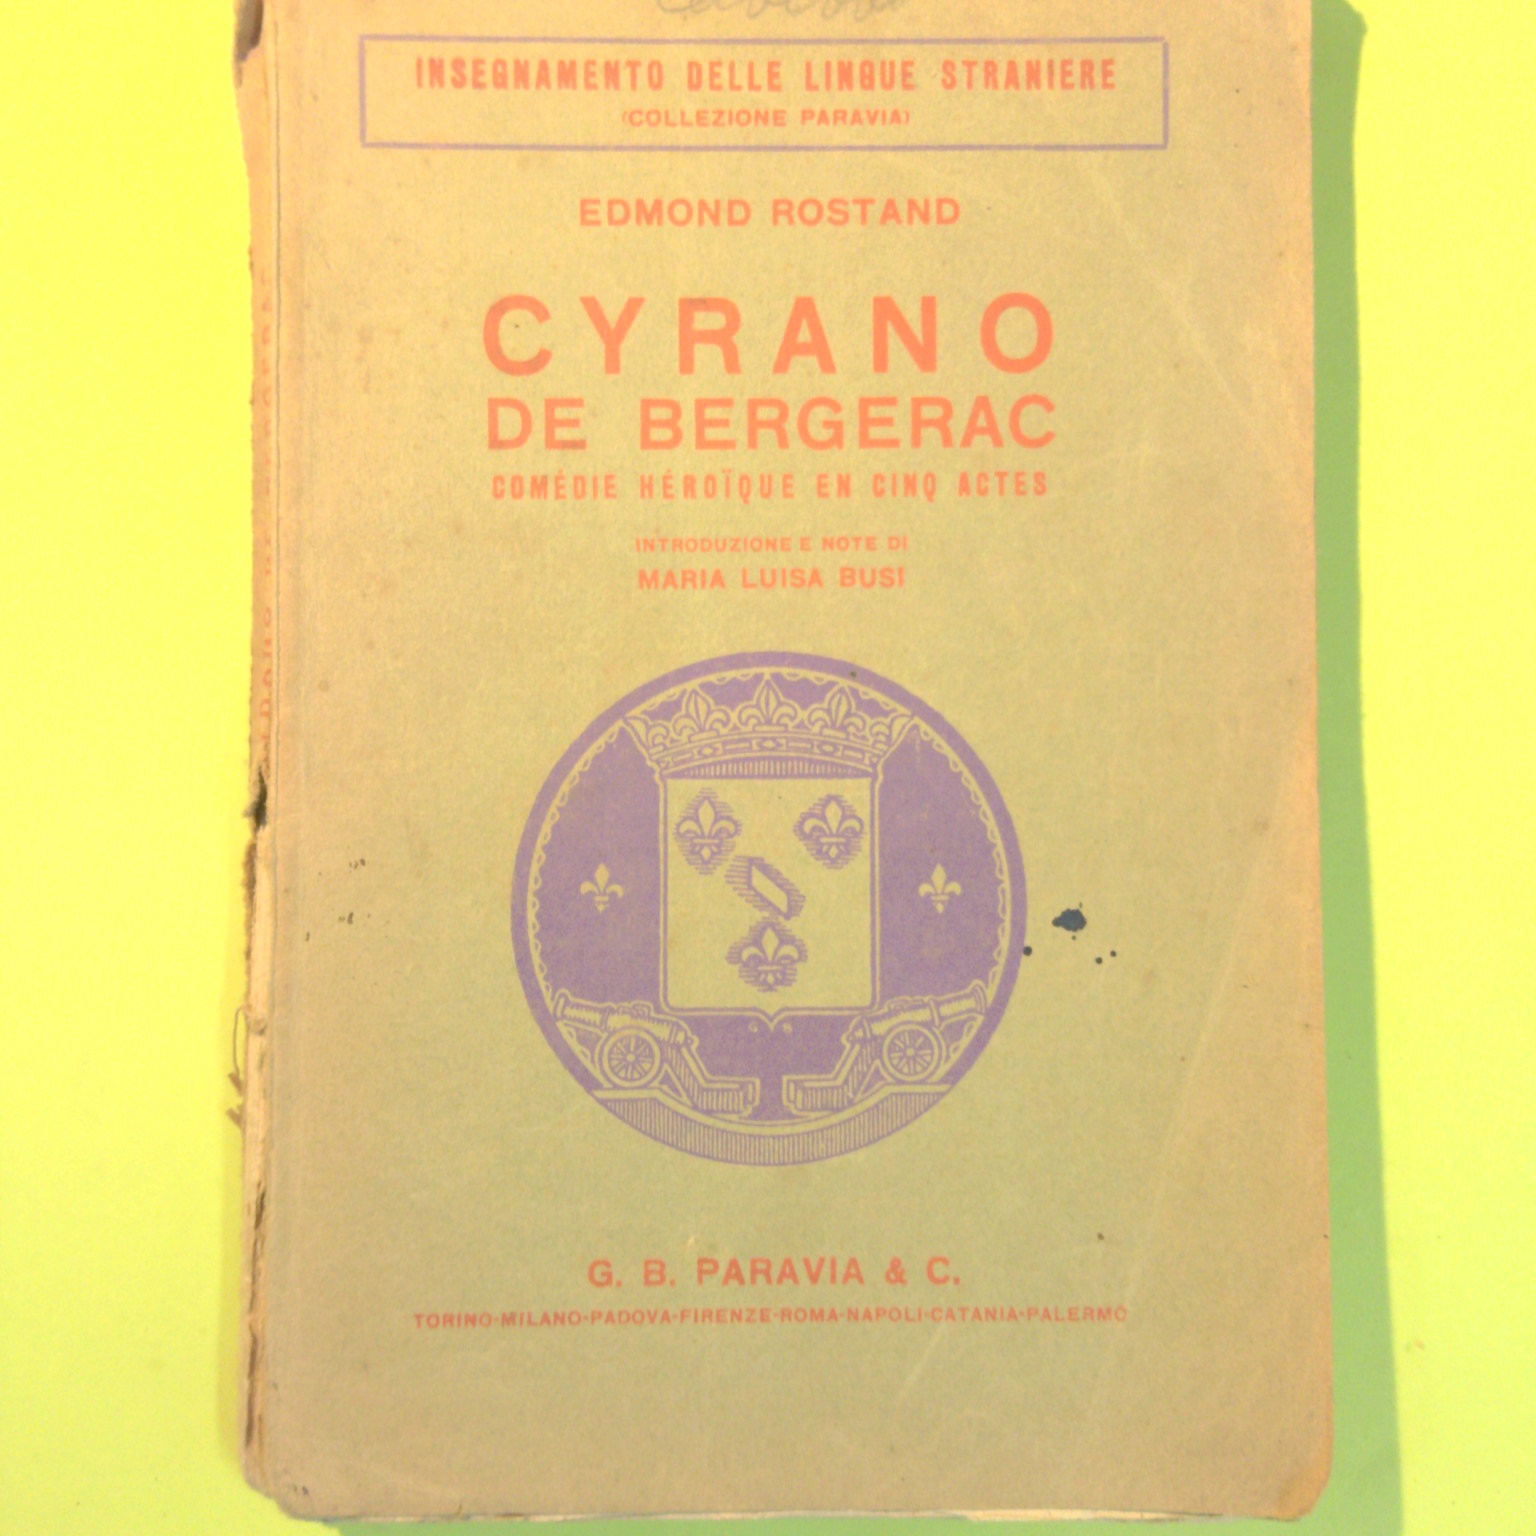 INSEGNAMENTO DELLE LINGUE STRANIERE
(COLLEZIONE PARAVIA)
EDMOND ROSTAND
CYRANO
DE BERGERAC
COMÉDIE HÉROÏQUE EN CINQ ACTES
INTRODUZIONE E NOTE DI
MARIA LUISA BUSI
G. B. PARAVIA & C.
TORINO-MILANO-PADOVA-FIRENZE-ROMA-NAPOLI-CATANIA-PALERMO